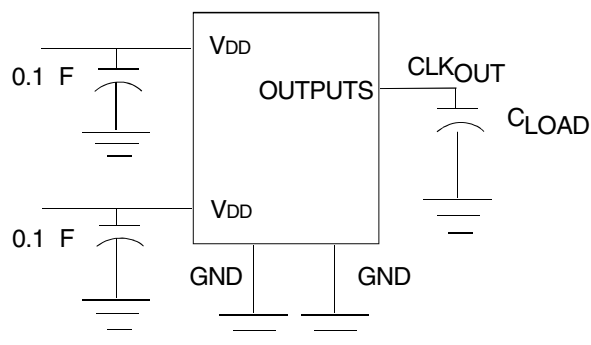 VDD
0.1 F
OUTPUTS
CLKOUT
CLOAD
VDD
0.1 F
GND
GND